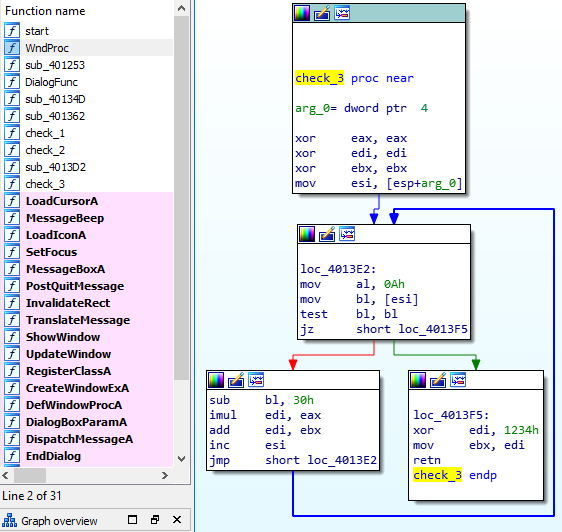 Function name
start
WndProc
sub_401253
DialogFunc
sub_40134D
sub_401362
check_1
check_2
sub_4013D2
check_3
LoadCursorA
MessageBeep
LoadIconA
SetFocus
MessageBoxA
PostQuitMessage
InvalidateRect
TranslateMessage
ShowWindow
UpdateWindow
RegisterClassA
CreateWindowExA
DefWindowProcA
DialogBoxParamA
DispatchMessageA
EndDialog
Line 2 of 31
Graph overview
check_3 proc near
arg_0= dword ptr  4
xor     eax, eax
xor     edi, edi
xor     ebx, ebx
mov     esi, [esp+arg_0]
loc_4013E2:
mov     al, 0Ah
mov     bl, [esi]
test    bl, bl
jz      short loc_4013F5
sub     bl, 30h
imul    edi, eax
add     edi, ebx
inc     esi
jmp     short loc_4013E2
loc_4013F5:
xor     edi, 1234h
mov     ebx, edi
retn
check_3 endp